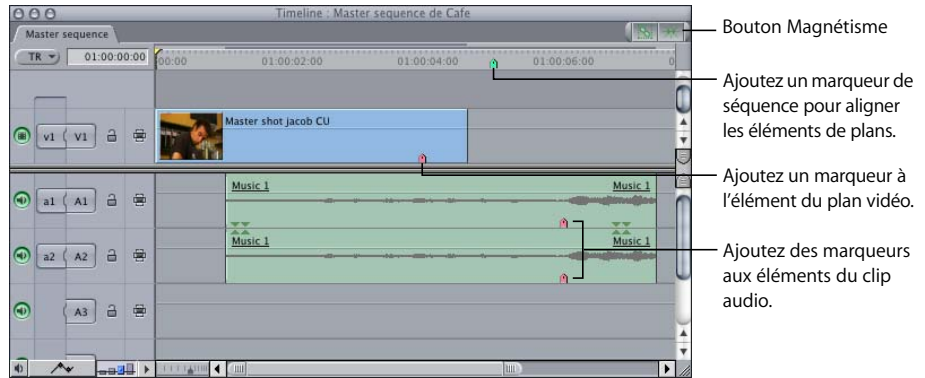 Timeline : Master sequence de Cafe
Master sequence
Bouton Magnétisme
TR 01:00:00:00 00:00 01:00:02:00 01:00:04:00 01:00:06:00 0
Ajoutez un marqueur de
séquence pour aligner
les éléments de plans.
Master shot jacob CU
v1 V1
Ajoutez un marqueur à
l'élément du plan vidéo.
Music 1 Music 1
a1 A1
Music 1 Music 1
a2 A2
Ajoutez des marqueurs
aux éléments du clip
audio.
A3